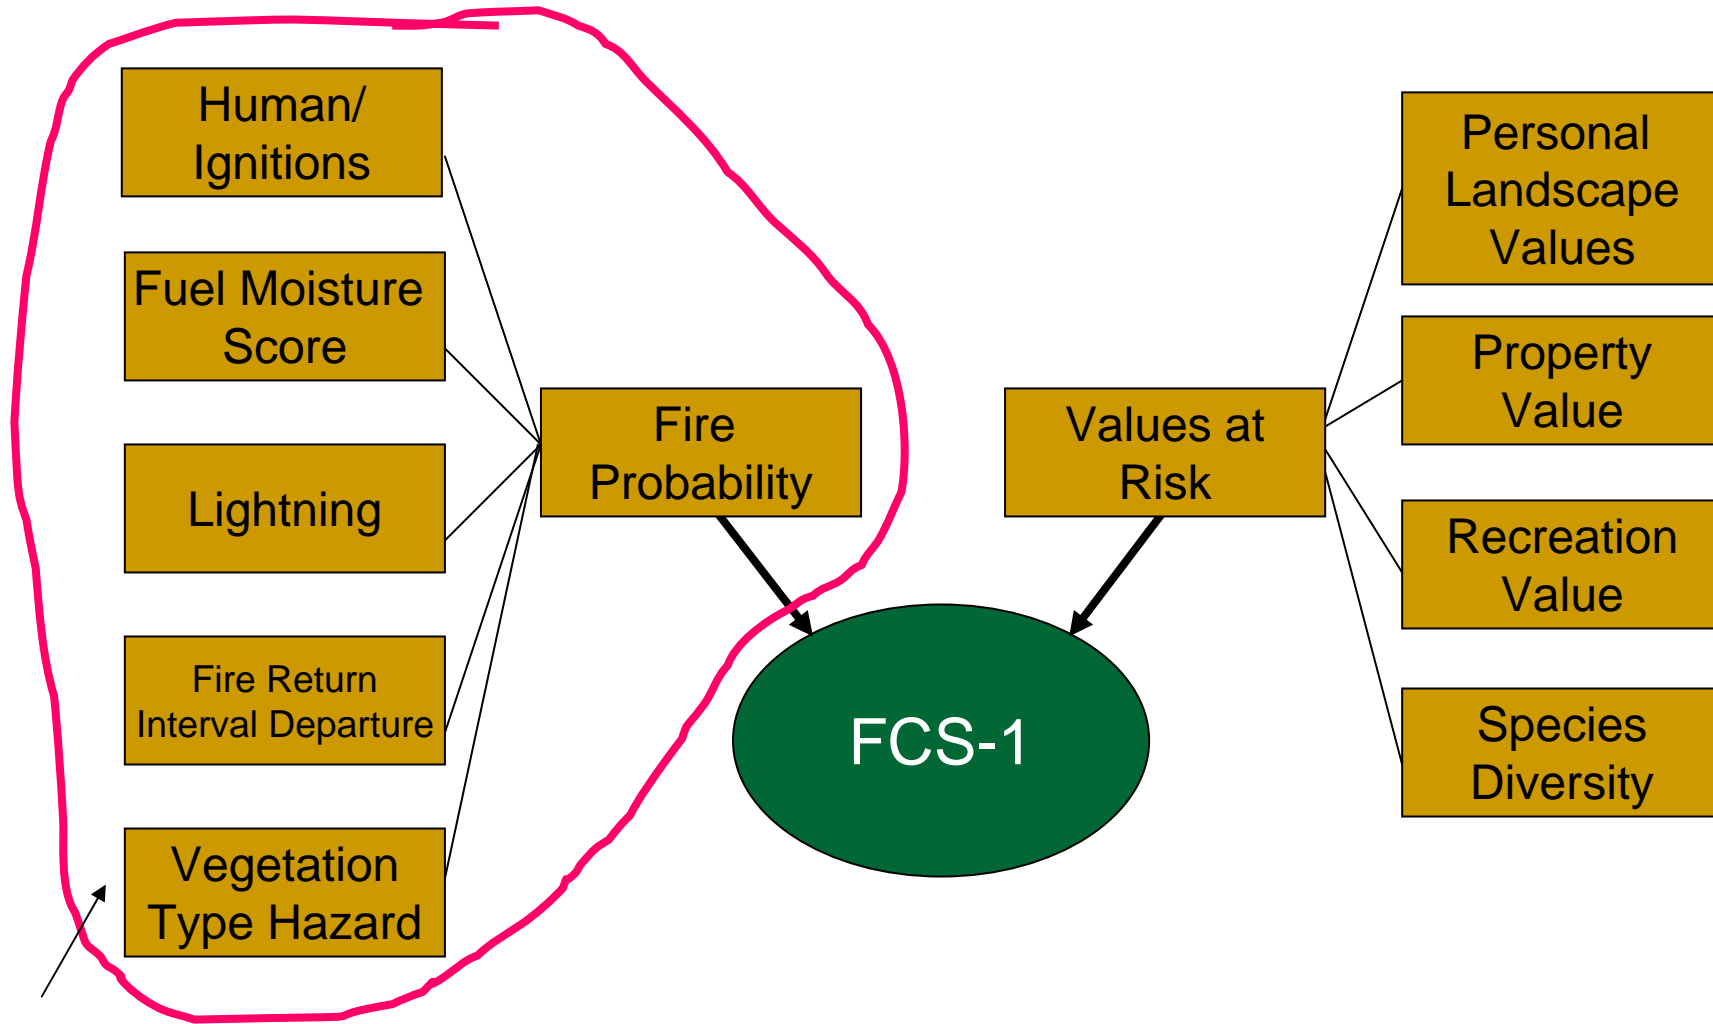 Human/
Ignitions
Fuel Moisture
Score
Lightning
Fire Return
Interval Departure
Vegetation
Type Hazard
Fire
Probability
FCS-1
Values at
Risk
Personal
Landscape
Values
Property
Value
Recreation
Value
Species
Diversity